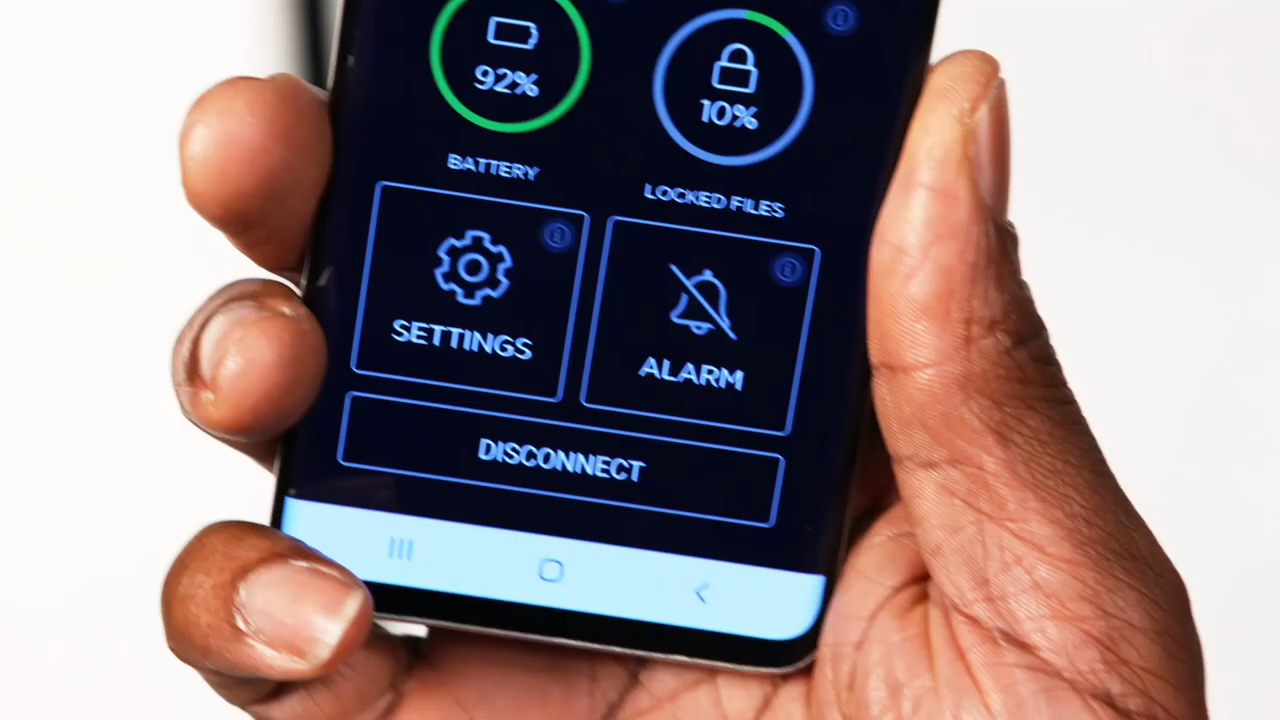 92%
10%
BATTERY
LOCKED FILES
SETTINGS
ALARM
DISCONNECT